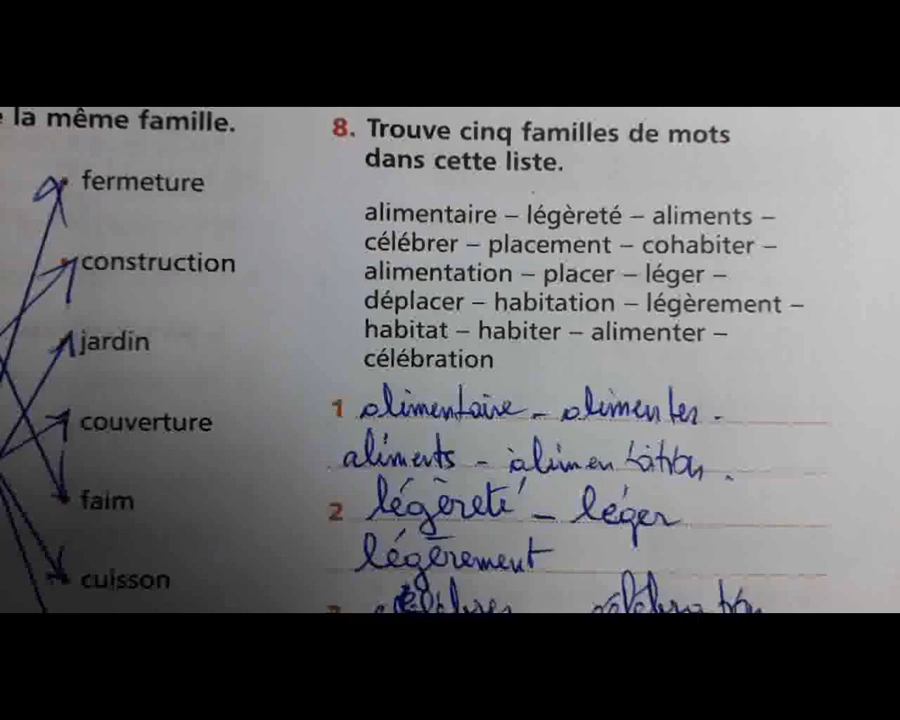 la même famille.
fermeture
construction
jardin
couverture
faim
cuisson
8. Trouve cinq familles de mots
dans cette liste.
alimentaire – légèreté – aliments –
célébrer – placement – cohabiter –
alimentation – placer – léger –
déplacer – habitation – légèrement –
habitat – habiter – alimenter –
célébration
1 alimentaire - alimenter -
aliments - alimentation.
2 légèreté - léger
légèrement